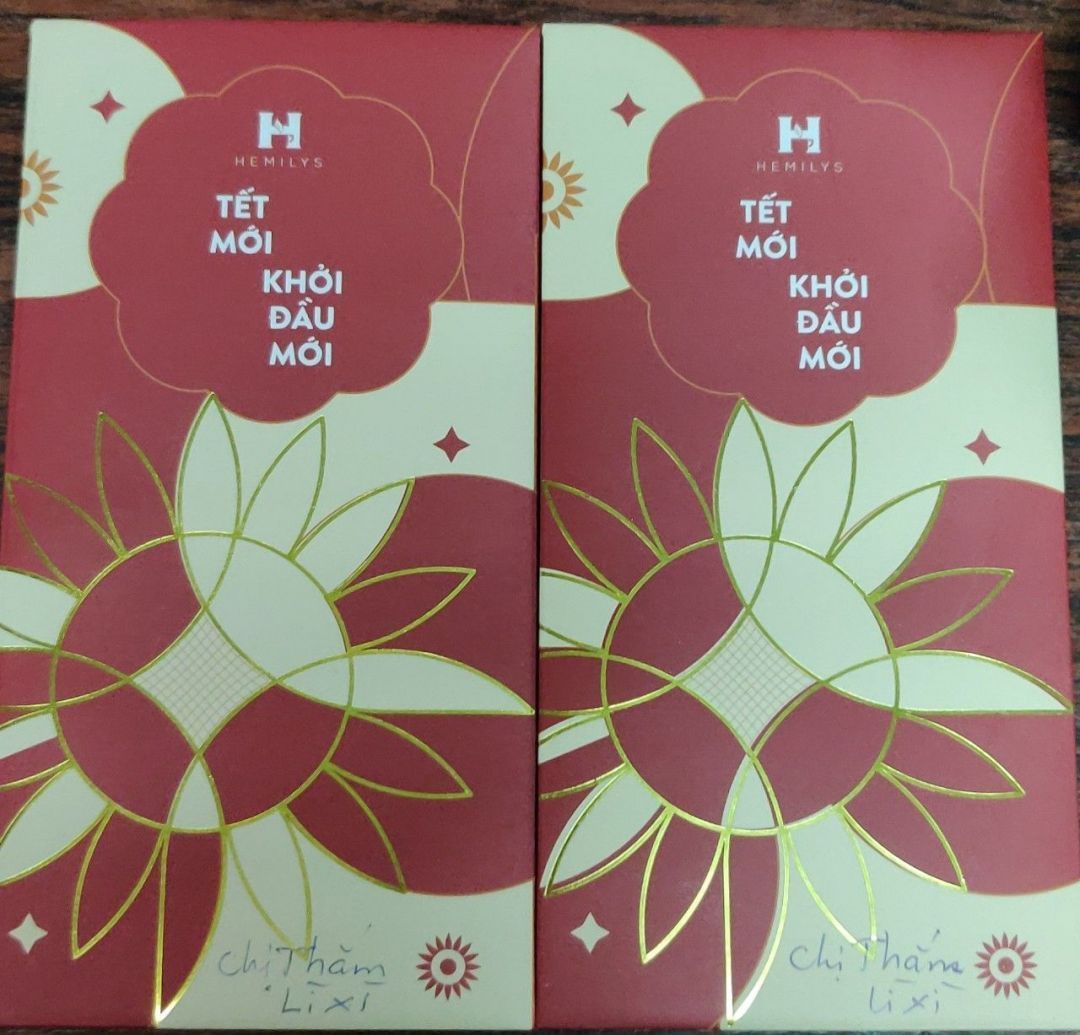 HEMILYS
TẾT
MỚI
KHỞI
ĐẦU
MỚI
Chị Thắm
Lì xì
HEMILYS
TẾT
MỚI
KHỞI
ĐẦU
MỚI
Chị Thắm
lì xì